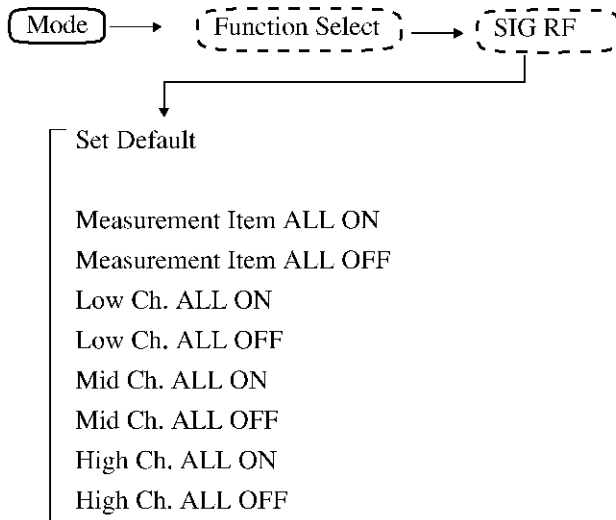 Mode
Function Select
SIG RF
Set Default
Measurement Item ALL ON
Measurement Item ALL OFF
Low Ch. ALL ON
Low Ch. ALL OFF
Mid Ch. ALL ON
Mid Ch. ALL OFF
High Ch. ALL ON
High Ch. ALL OFF